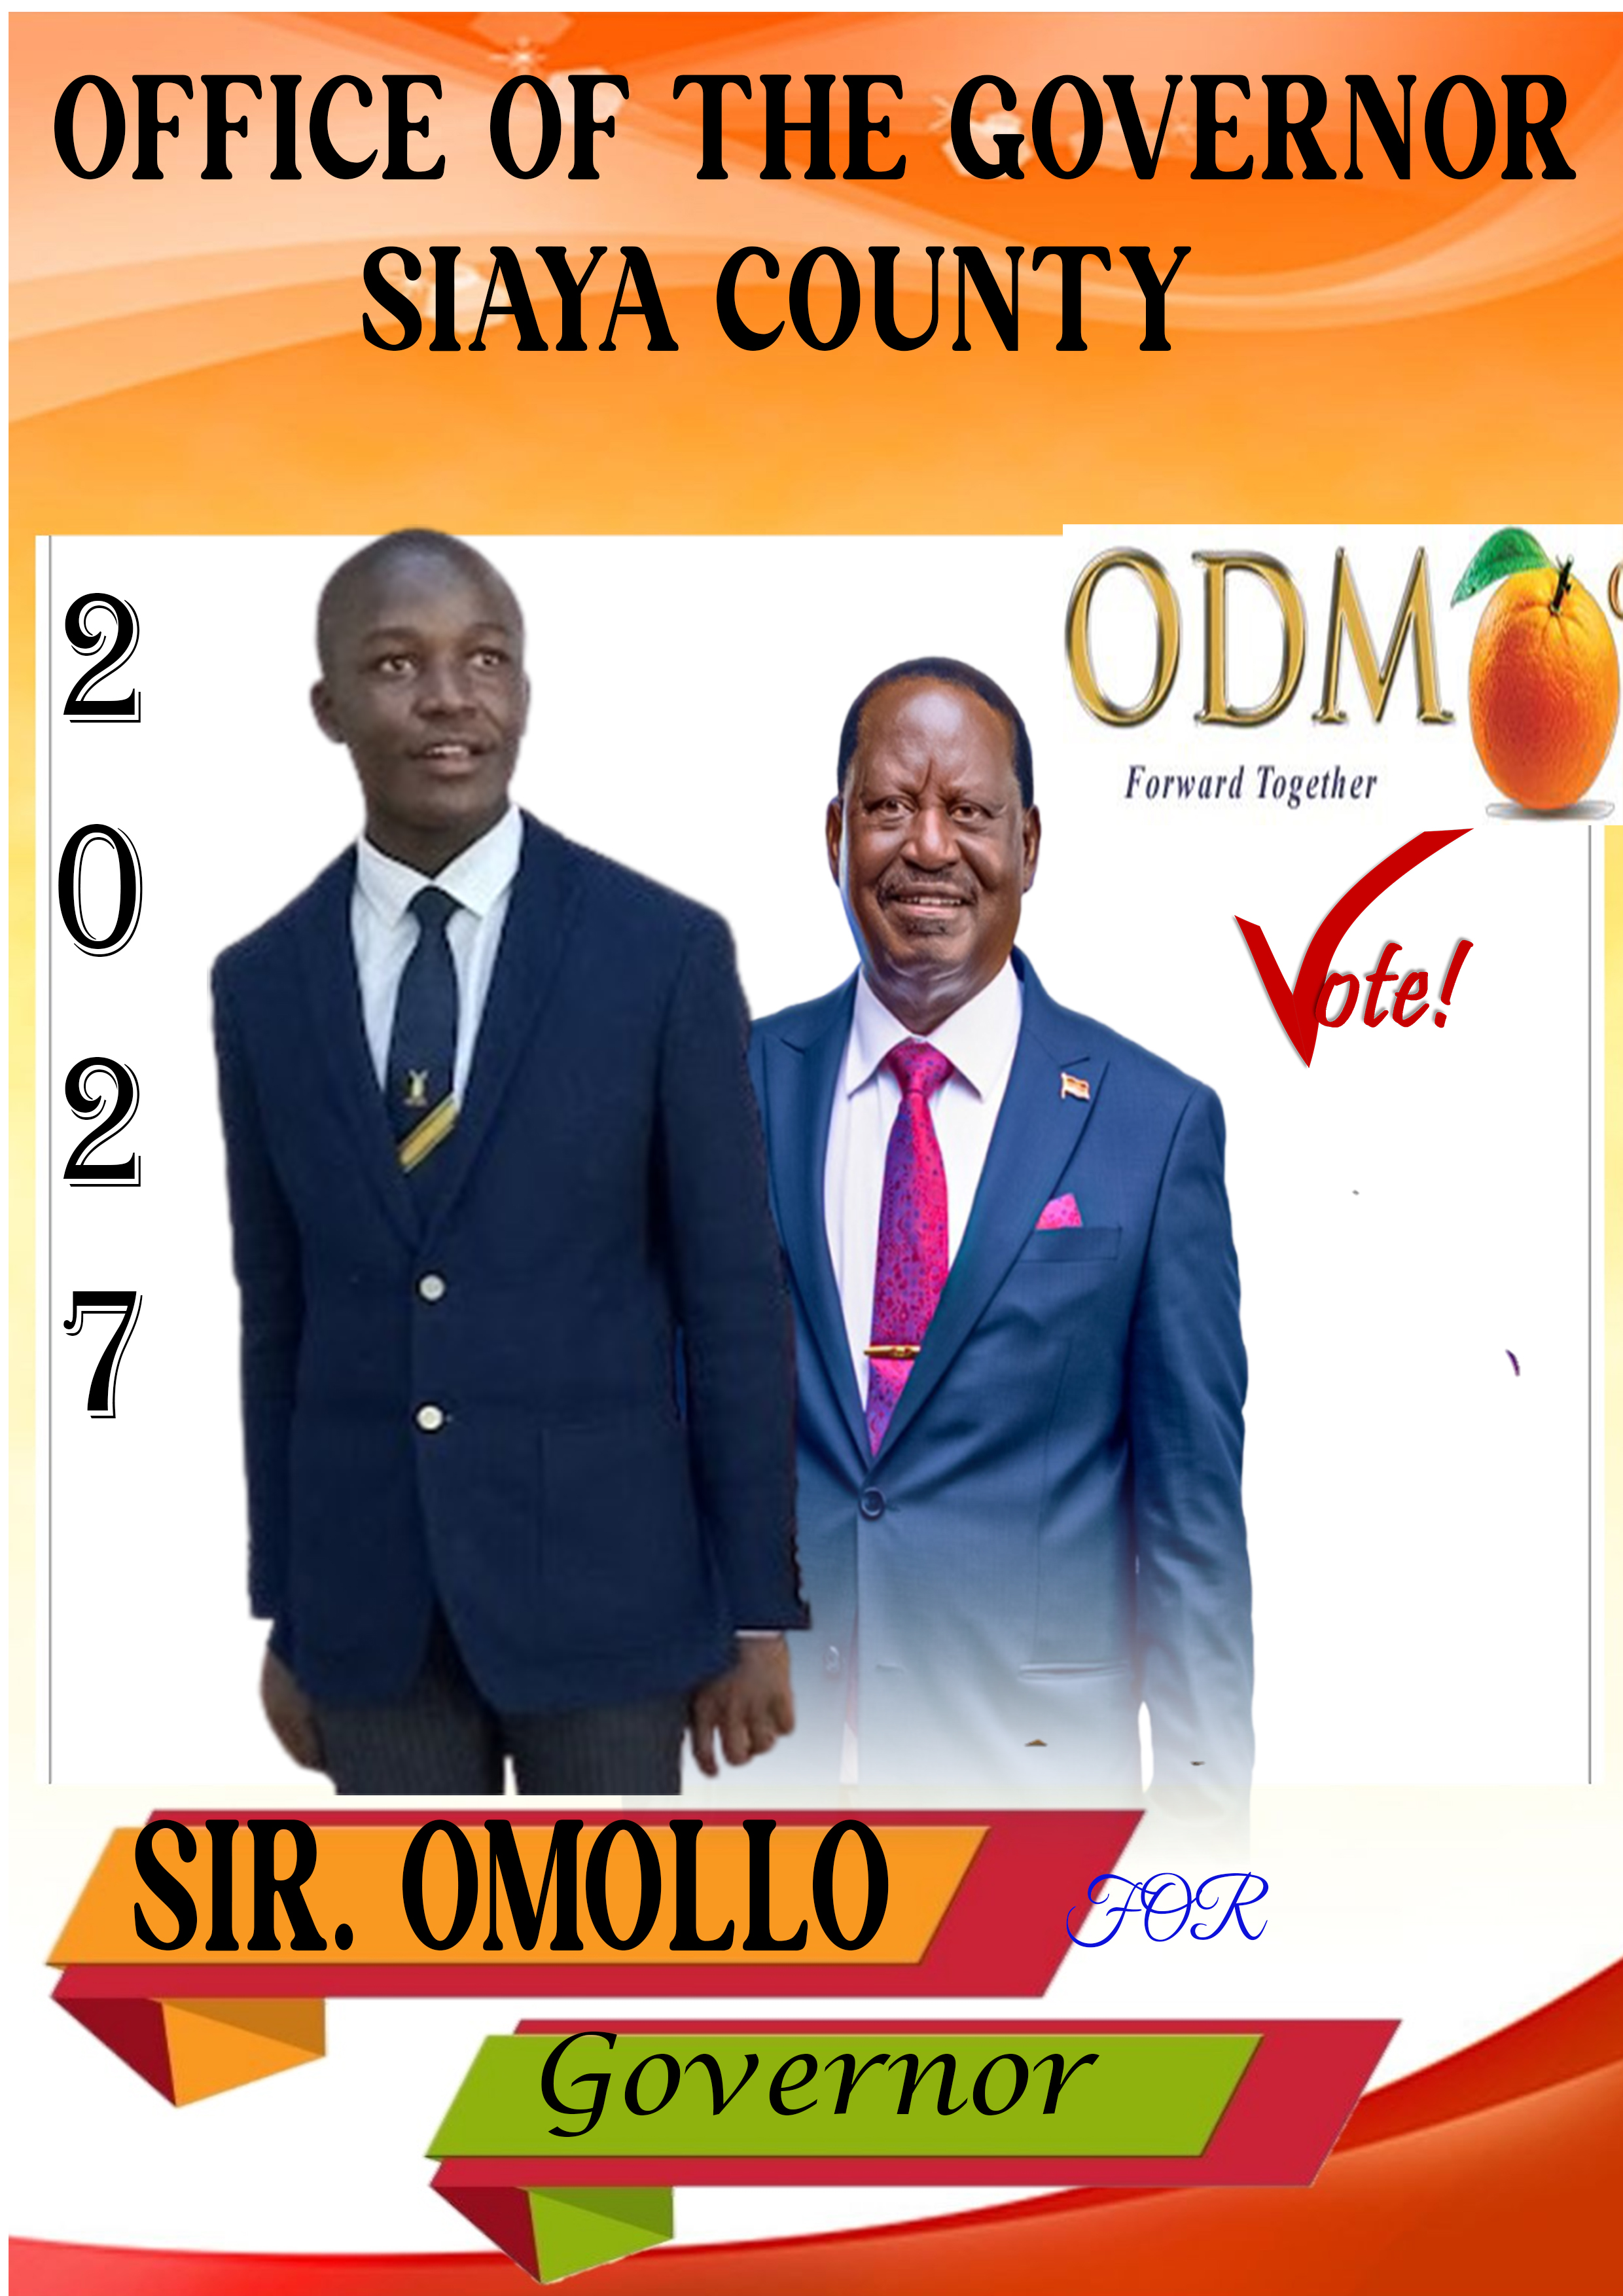 OFFICE OF THE GOVERNOR
SIAYA COUNTY
ODM
Forward Together
Vote!
2
0
2
7
SIR. OMOLLO
FOR
Governor